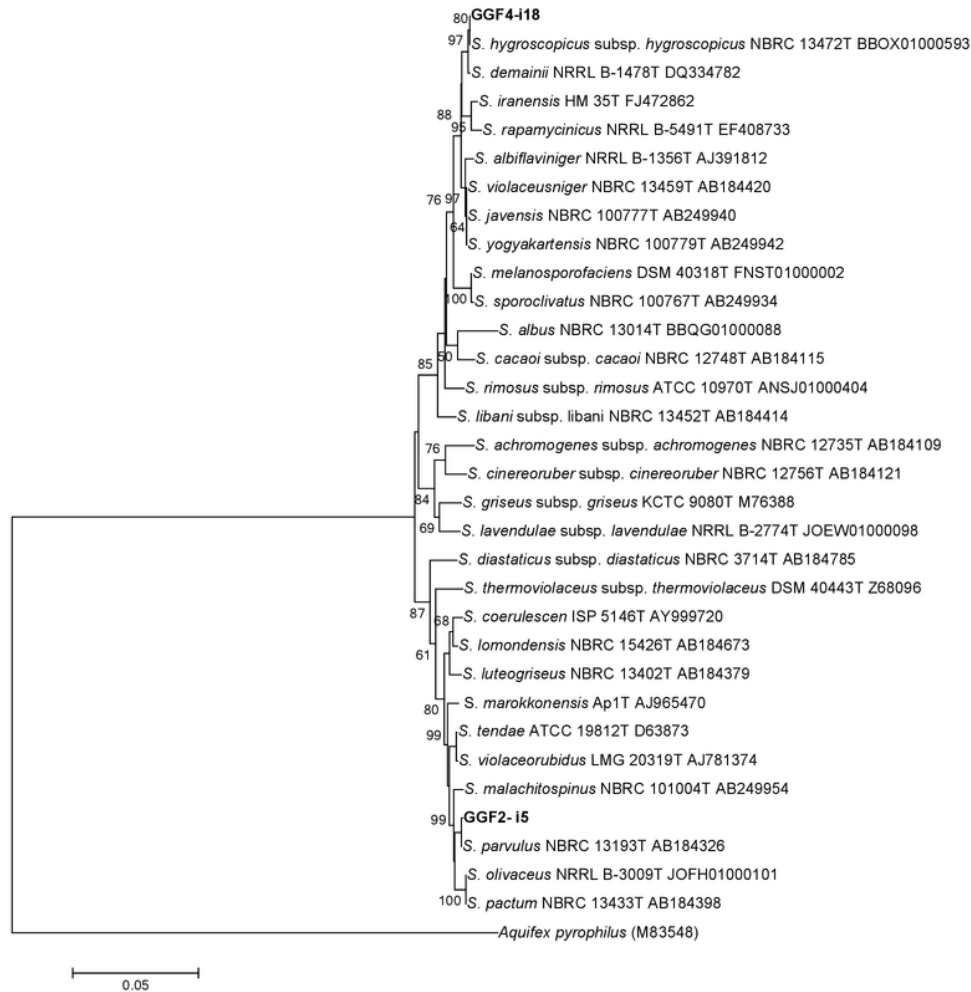 80
GGF4-i18
97
S. hygroscopicus subsp. hygroscopicus NBRC 13472T BBOX01000593
S. demainii NRRL B-1478T DQ334782
S. iranensis HM 35T FJ472862
88
95
S. rapamycinicus NRRL B-5491T EF408733
S. albiflaviniger NRRL B-1356T AJ391812
S. violaceusniger NBRC 13459T AB184420
76 97
S. javensis NBRC 100777T AB249940
64
S. yogyakartensis NBRC 100779T AB249942
S. melanosporofaciens DSM 40318T FNST01000002
100
S. sporoclivatus NBRC 100767T AB249934
S. albus NBRC 13014T BBQG01000088
50
S. cacaoi subsp. cacaoi NBRC 12748T AB184115
85
S. rimosus subsp. rimosus ATCC 10970T ANSJ01000404
S. libani subsp. libani NBRC 13452T AB184414
76
S. achromogenes subsp. achromogenes NBRC 12735T AB184109
S. cinereoruber subsp. cinereoruber NBRC 12756T AB184121
84
S. griseus subsp. griseus KCTC 9080T M76388
69
S. lavendulae subsp. lavendulae NRRL B-2774T JOEW01000098
S. diastaticus subsp. diastaticus NBRC 3714T AB184785
S. thermoviolaceus subsp. thermoviolaceus DSM 40443T Z68096
87
68
S. coerulescen ISP 5146T AY999720
S. lomondensis NBRC 15426T AB184673
61
S. luteogriseus NBRC 13402T AB184379
S. marokkonensis Ap1T AJ965470
80
99
S. tendae ATCC 19812T D63873
S. violaceorubidus LMG 20319T AJ781374
S. malachitospinus NBRC 101004T AB249954
99
GGF2- i5
S. parvulus NBRC 13193T AB184326
S. olivaceus NRRL B-3009T JOFH01000101
100
S. pactum NBRC 13433T AB184398
Aquifex pyrophilus (M83548)
0.05